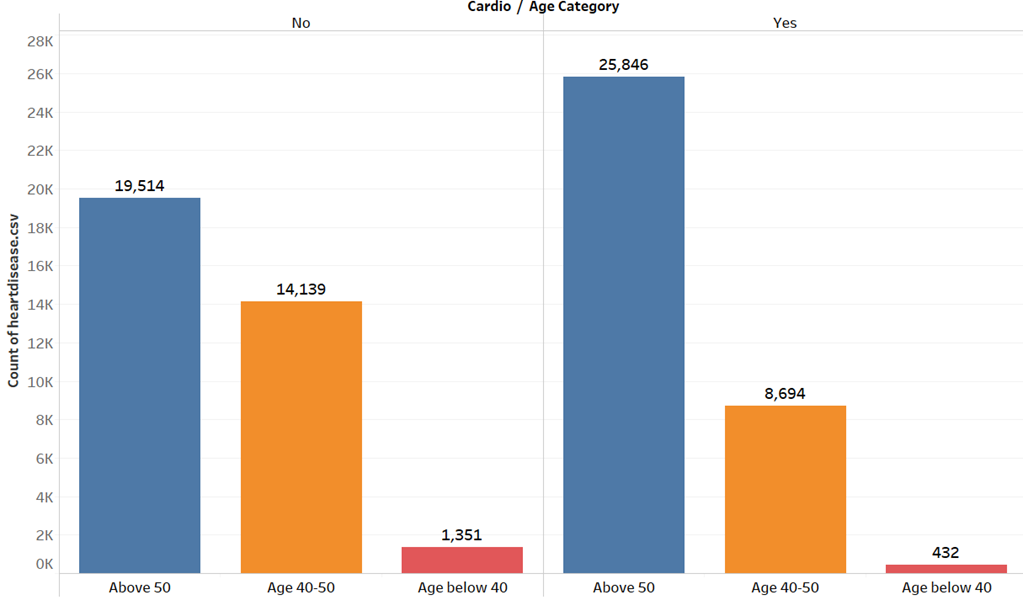 Cardio / Age Category
No
Yes
Count of heartdisease.csv
28K
26K
24K
22K
20K
18K
16K
14K
12K
10K
8K
6K
4K
2K
0K
19,514
14,139
1,351
25,846
8,694
432
Above 50
Age 40-50
Age below 40
Above 50
Age 40-50
Age below 40